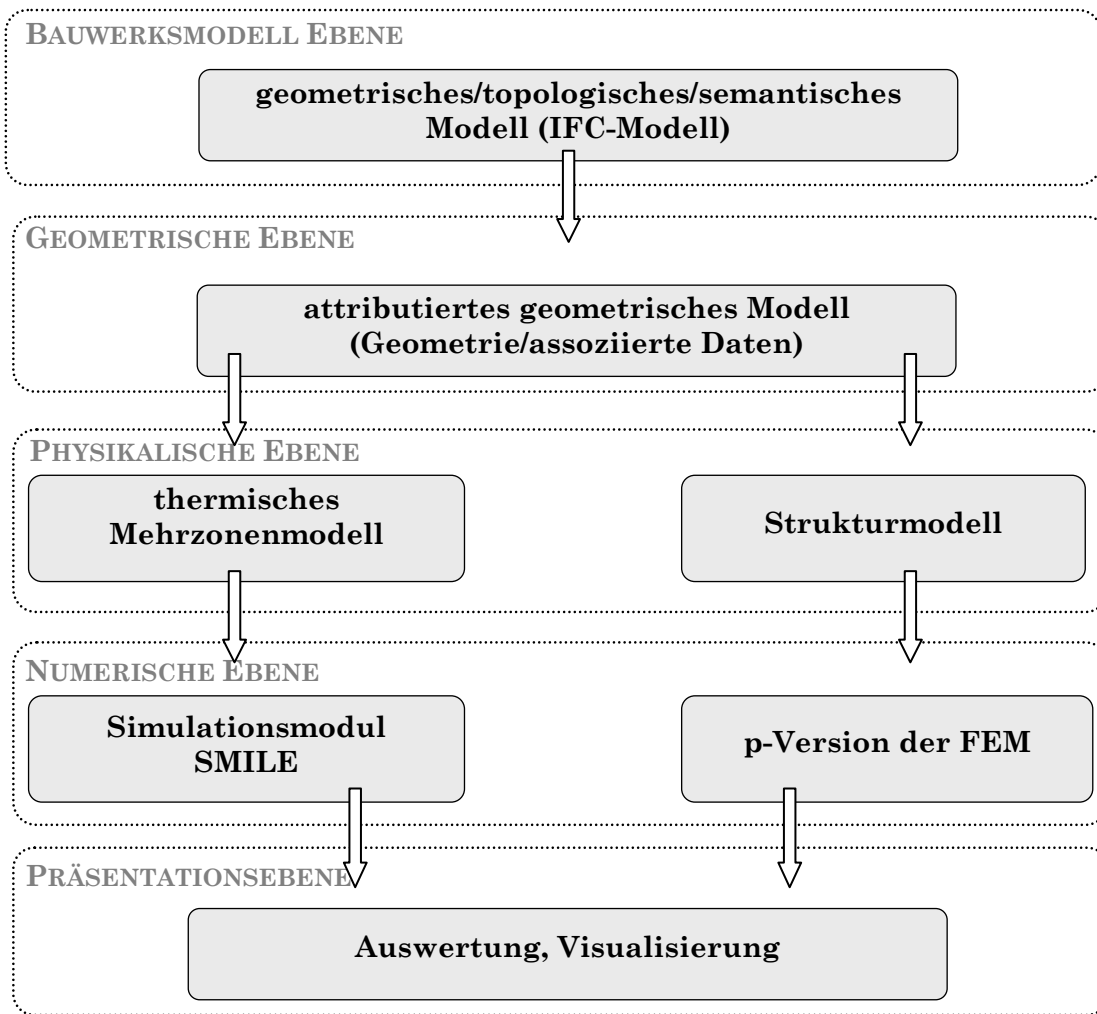 BAUWERKSMODELL EBENE
geometrisches/topologisches/semantisches
Modell (IFC-Modell)
GEOMETRISCHE EBENE
attributiertes geometrisches Modell
(Geometrie/assoziierte Daten)
PHYSIKALISCHE EBENE
thermisches
Mehrzonenmodell
Strukturmodell
NUMERISCHE EBENE
Simulationsmodul
SMILE
p-Version der FEM
PRÄSENTATIONSEBENE
Auswertung, Visualisierung